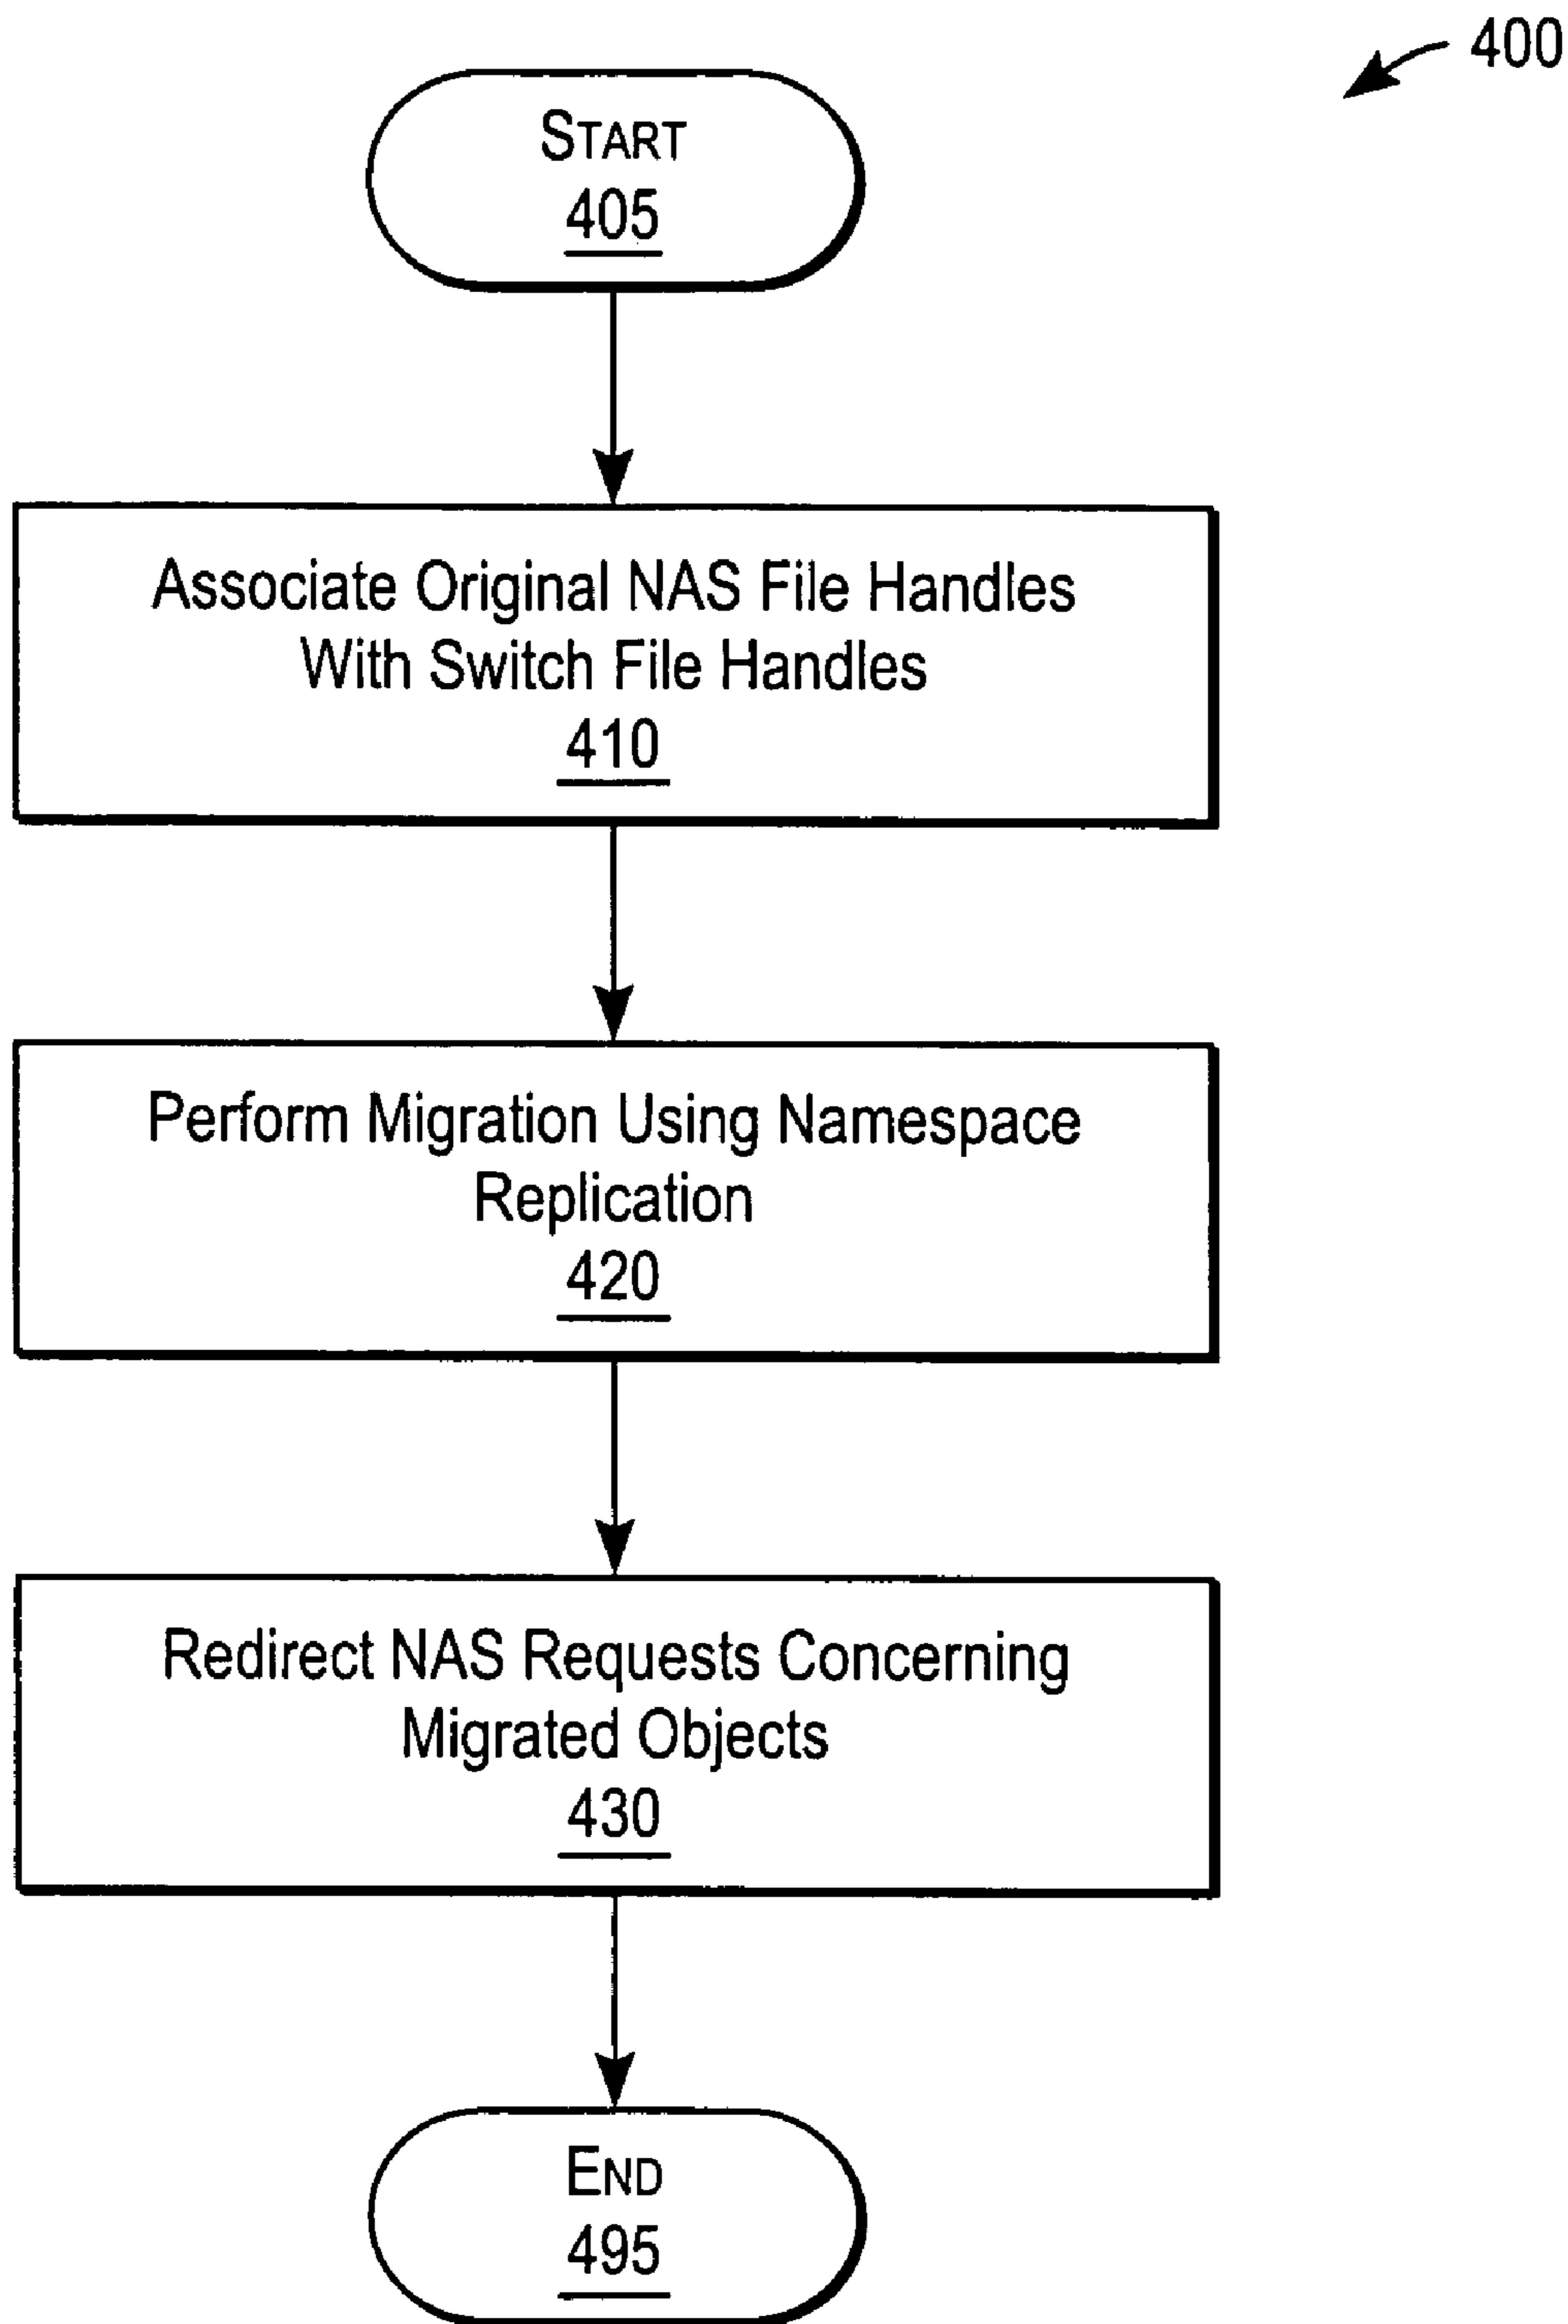 400
START
405
Associate Original NAS File Handles
With Switch File Handles
410
Perform Migration Using Namespace
Replication
420
Redirect NAS Requests Concerning
Migrated Objects
430
END
495